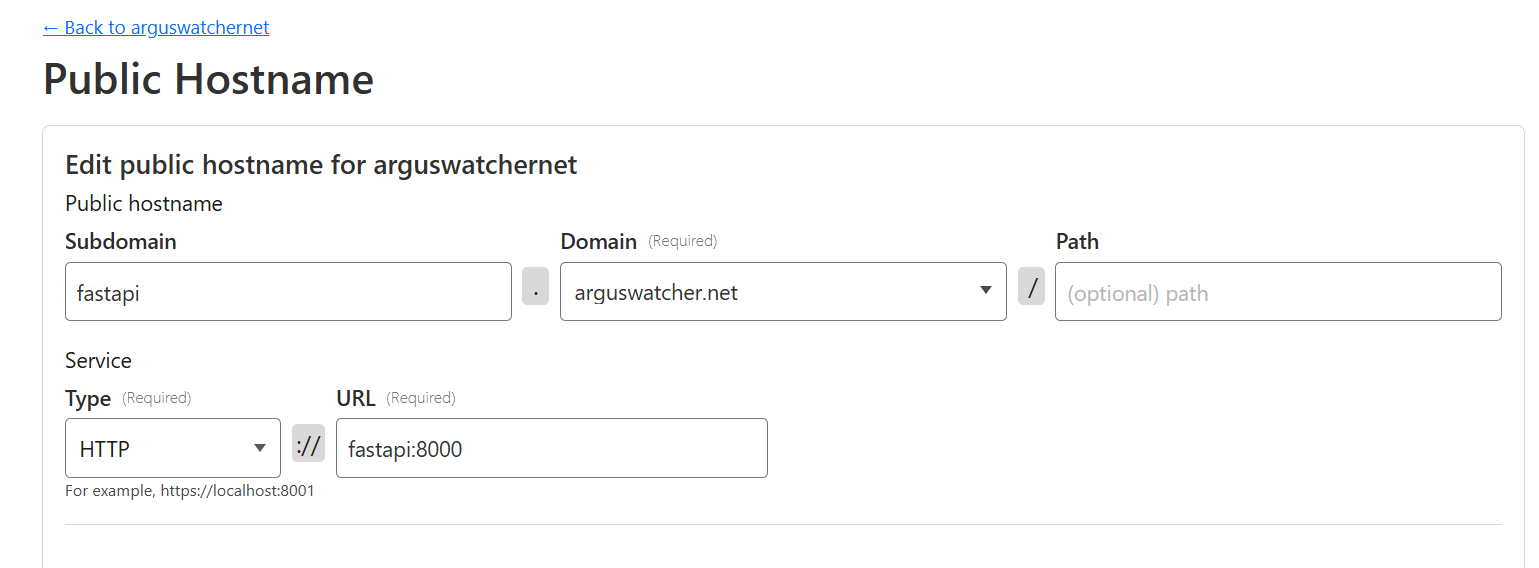 ← Back to arguswatchernet
Public Hostname
Edit public hostname for arguswatchernet
Public hostname
Subdomain Domain (Required) Path
fastapi . arguswatcher.net / (optional) path
Service
Type (Required) URL (Required)
HTTP :// fastapi:8000
For example, https://localhost:8001